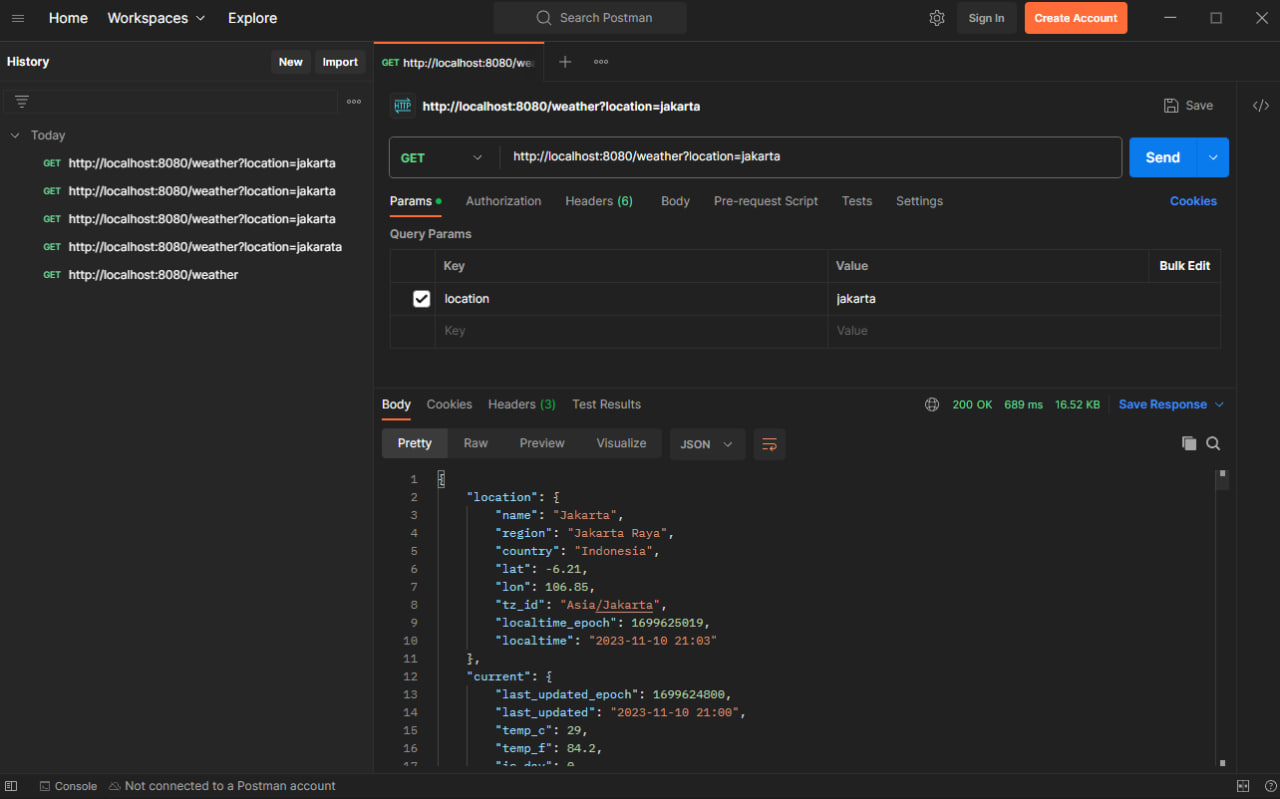 Home Workspaces Explore Search Postman Sign In Create Account
History New Import
GET http://localhost:8080/we
Today
GET http://localhost:8080/weather?location=jakarta
GET http://localhost:8080/weather?location=jakarta
GET http://localhost:8080/weather?location=jakarta
GET http://localhost:8080/weather?location=jakarata
GET http://localhost:8080/weather
HTTP http://localhost:8080/weather?location=jakarta Save </>
GET http://localhost:8080/weather?location=jakarta Send
Params Authorization Headers (6) Body Pre-request Script Tests Settings Cookies
Query Params
Key Value Bulk Edit
location jakarta
Key Value
Body Cookies Headers (3) Test Results 200 OK 689 ms 16.52 KB Save Response
Pretty Raw Preview Visualize JSON
1 {
2 "location": {
3 "name": "Jakarta",
4 "region": "Jakarta Raya",
5 "country": "Indonesia",
6 "lat": -6.21,
7 "lon": 106.85,
8 "tz_id": "Asia/Jakarta",
9 "localtime_epoch": 1699625019,
10 "localtime": "2023-11-10 21:03"
11 },
12 "current": {
13 "last_updated_epoch": 1699624800,
14 "last_updated": "2023-11-10 21:00",
15 "temp_c": 29,
16 "temp_f": 84.2,
17 "is_day": 0
Console Not connected to a Postman account